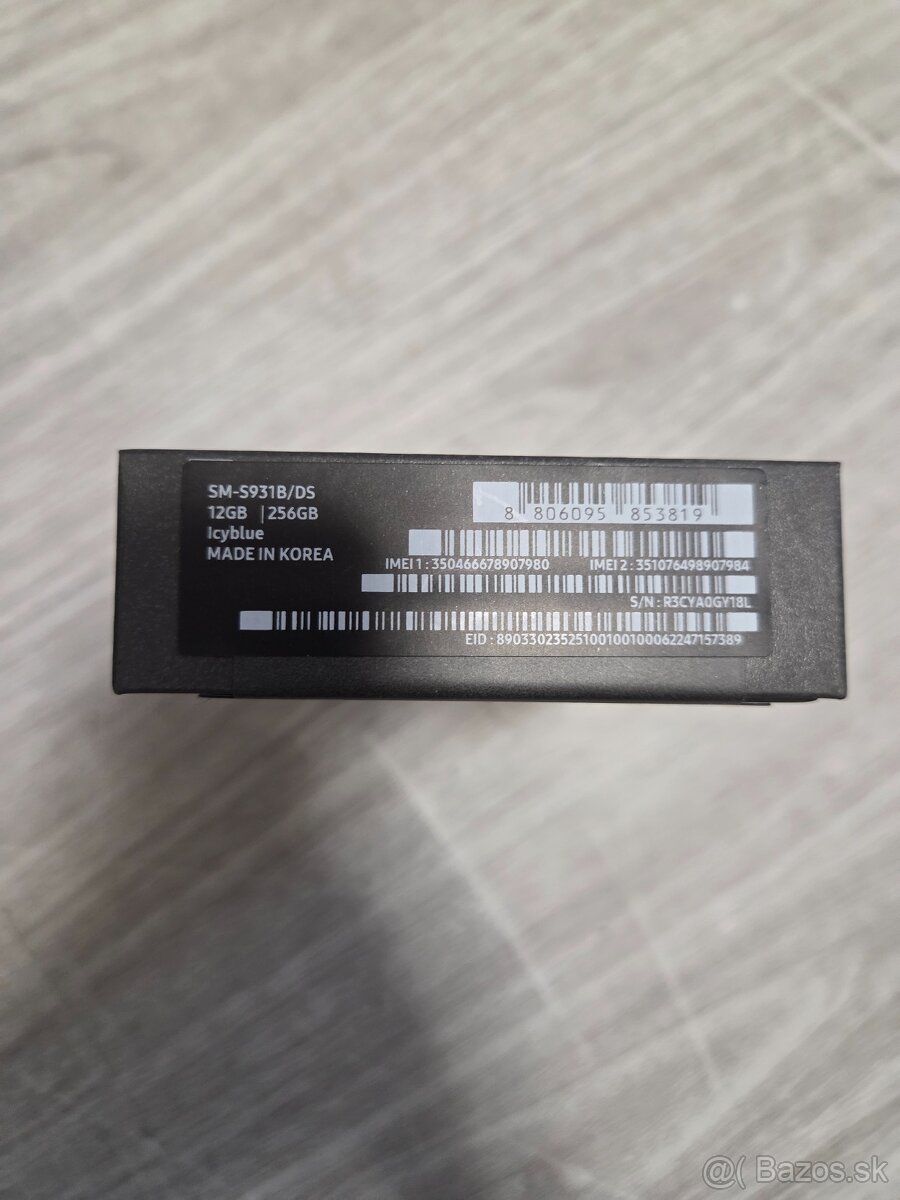 SM-S931B/DS
12GB | 256GB
Icyblue
MADE IN KOREA
8 806095 853819
IMEI 1 : 350466678907980 IMEI 2 : 351076498907984
S/N : R3CYA0GY18L
EID : 89033023525100100100062247157389
@( Bazos.sk